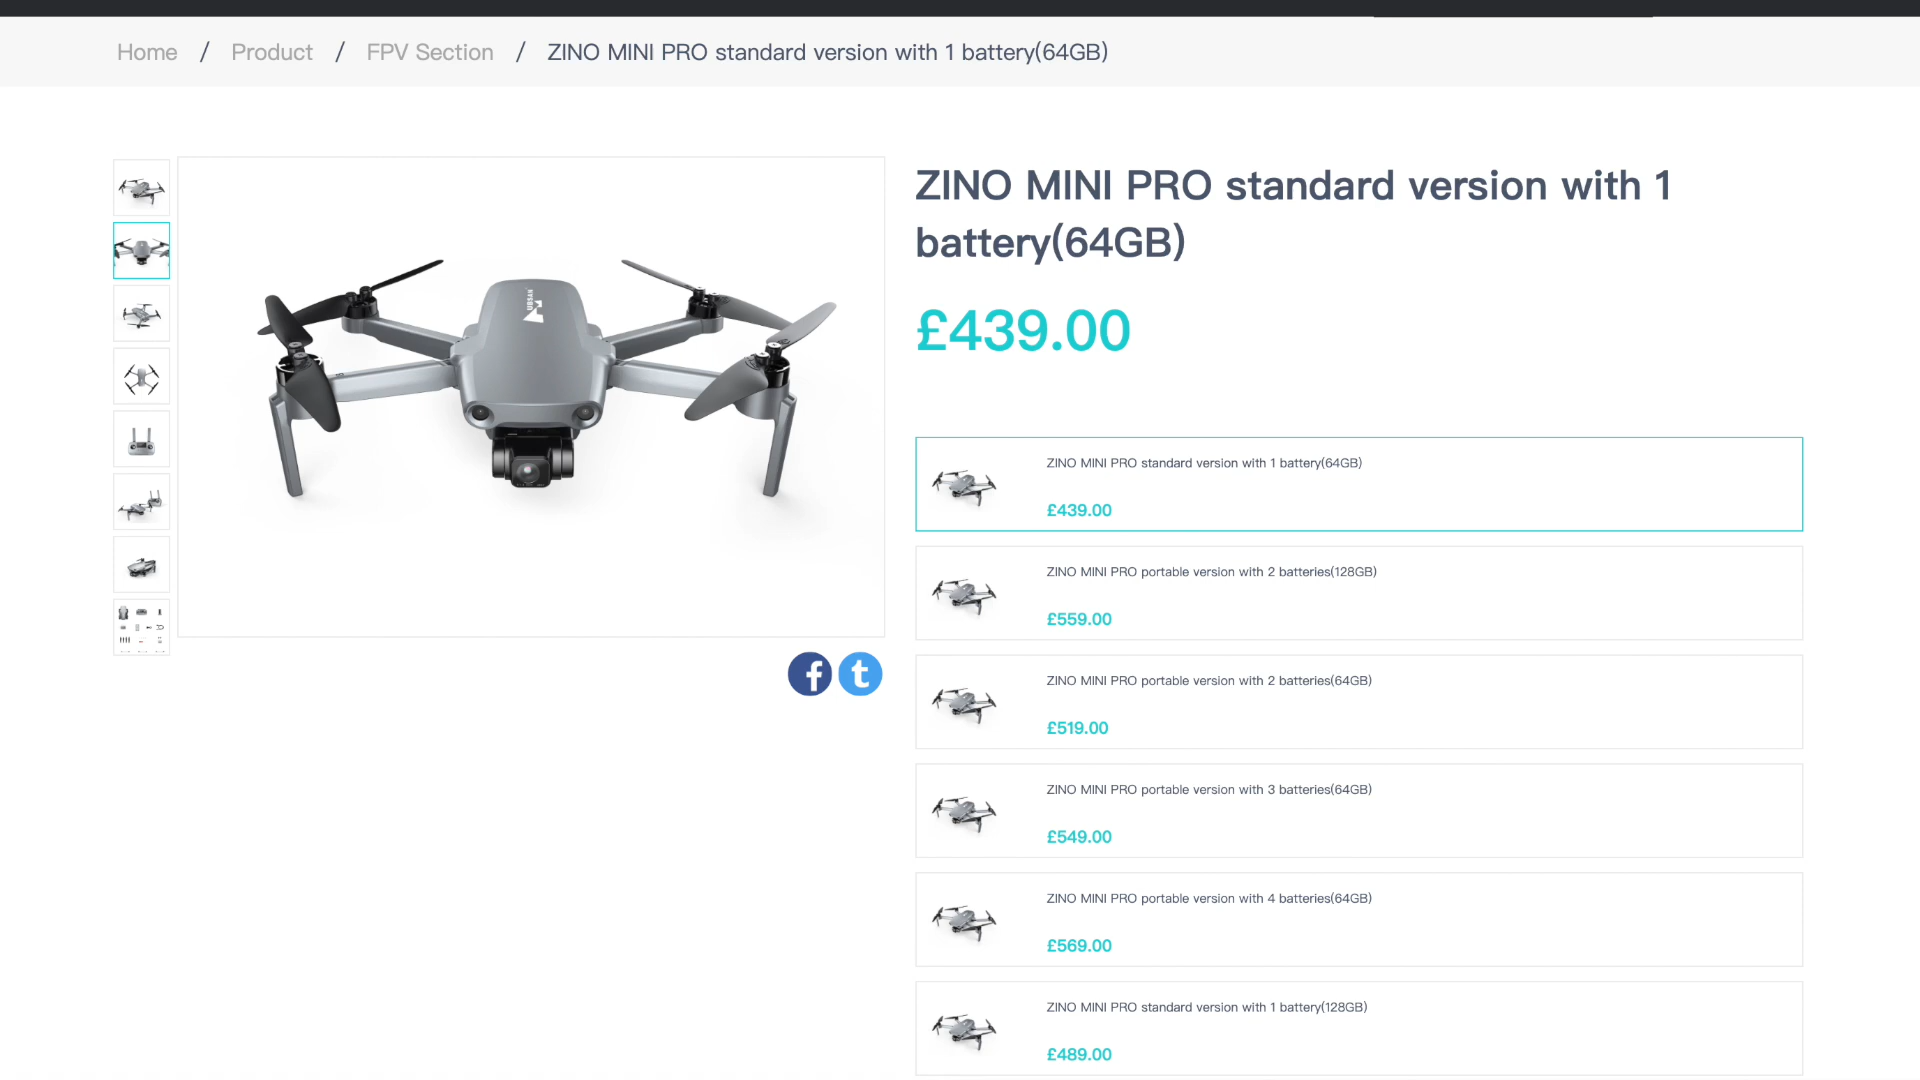 Home / Product / FPV Section / ZINO MINI PRO standard version with 1 battery(64GB)
ZINO MINI PRO standard version with 1
battery(64GB)
£439.00
HUBSAN
ZINO MINI PRO standard version with 1 battery(64GB)
£439.00
ZINO MINI PRO portable version with 2 batteries(128GB)
£559.00
ZINO MINI PRO portable version with 2 batteries(64GB)
£519.00
ZINO MINI PRO portable version with 3 batteries(64GB)
£549.00
ZINO MINI PRO portable version with 4 batteries(64GB)
£569.00
ZINO MINI PRO standard version with 1 battery(128GB)
£489.00